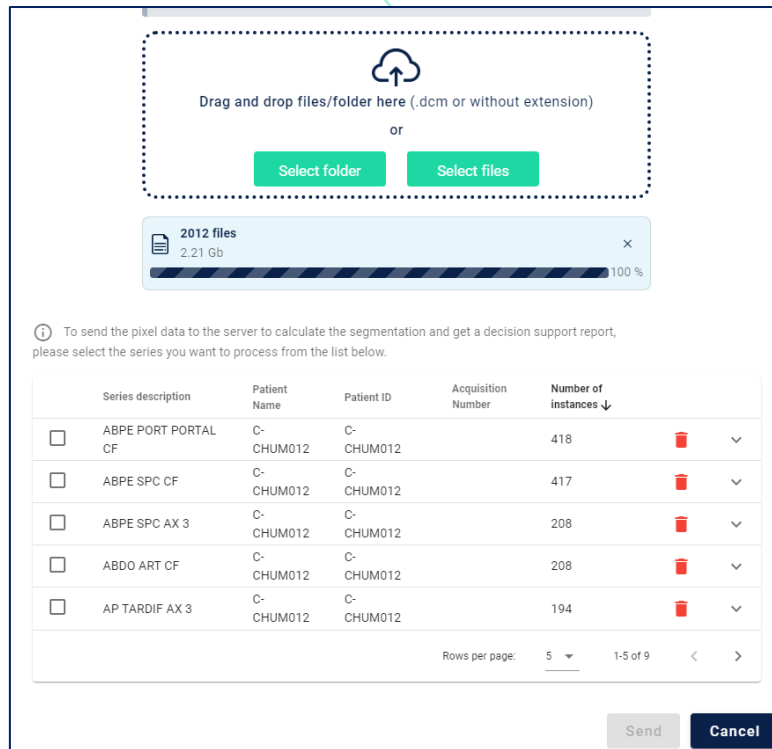 Drag and drop files/folder here (.dcm or without extension)
or
Select folder Select files
2012 files
2.21 Gb
100 %
To send the pixel data to the server to calculate the segmentation and get a decision support report,
please select the series you want to process from the list below.
Series description Patient Name Patient ID Acquisition Number Number of instances
ABPE PORT PORTAL CF C-CHUM012 C-CHUM012 418
ABPE SPC CF C-CHUM012 C-CHUM012 417
ABPE SPC AX 3 C-CHUM012 C-CHUM012 208
ABDO ART CF C-CHUM012 C-CHUM012 208
AP TARDIF AX 3 C-CHUM012 C-CHUM012 194
Rows per page: 5 1-5 of 9
Send Cancel